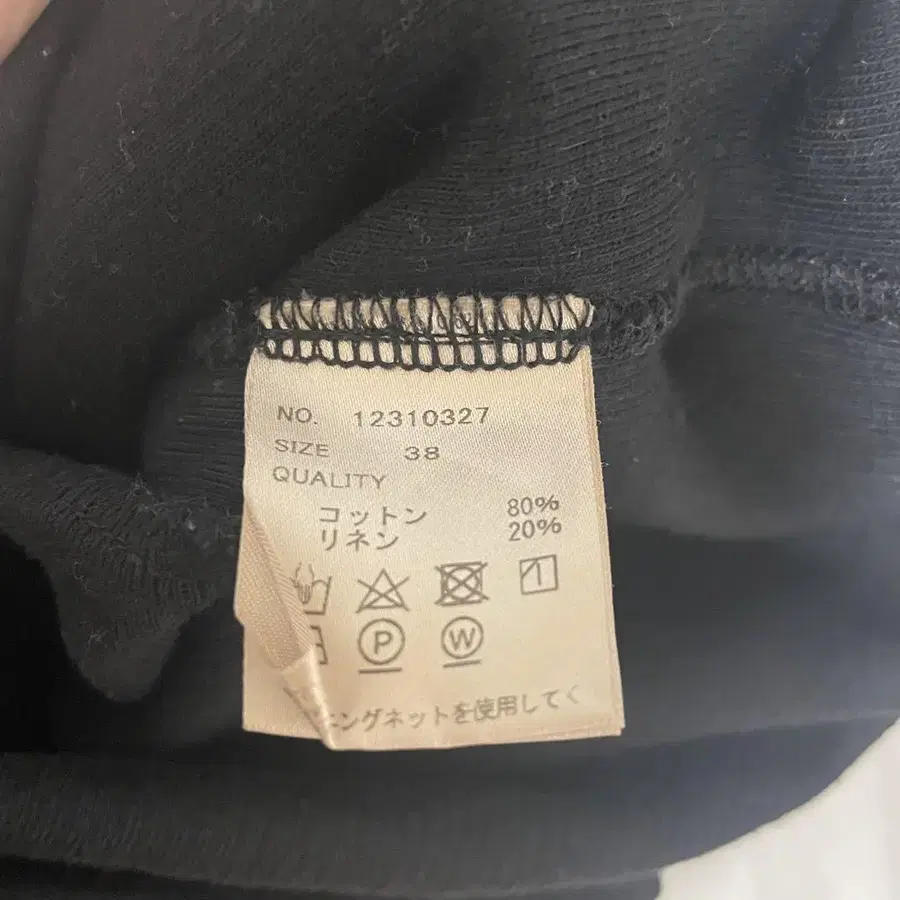 NO. 12310327
SIZE 38
QUALITY
コットン 80%
リネン 20%
P W
ニングネットを使用してく